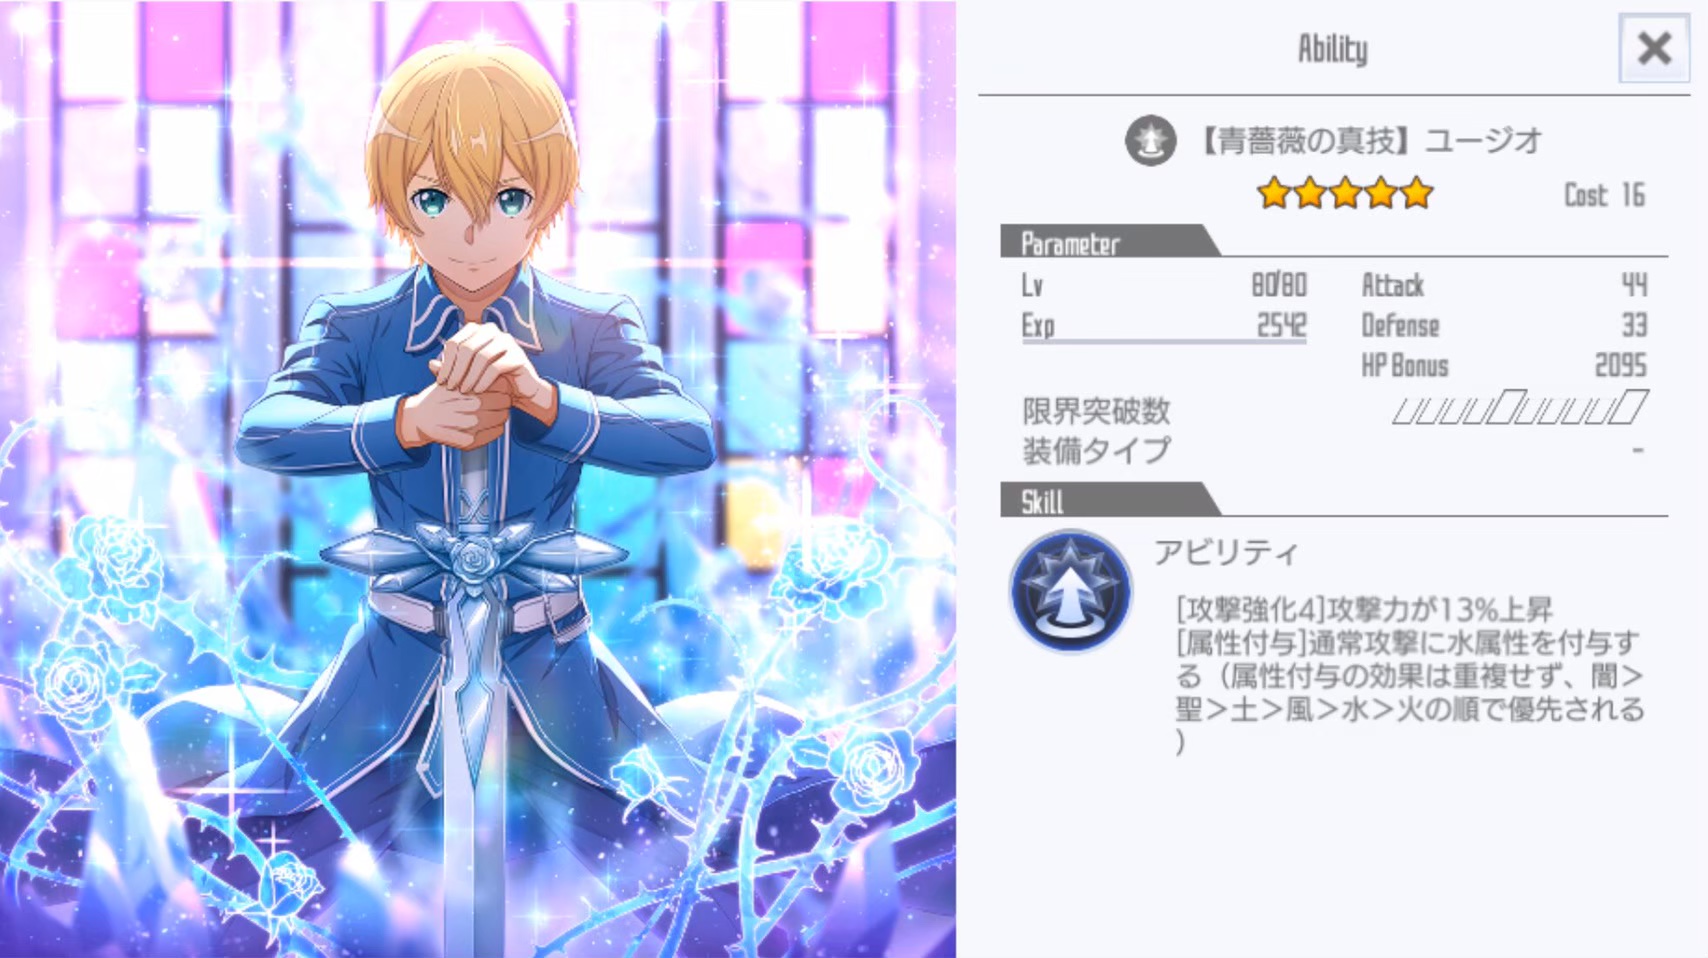 Ability
【青薔薇の真技】ユージオ
Cost 16
Parameter
Lv 80/80 Attack 44
Exp 2542 Defense 33
HP Bonus 2095
限界突破数
装備タイプ -
Skill
アビリティ
[攻撃強化4]攻撃力が13%上昇
[属性付与]通常攻撃に水属性を付与す
る（属性付与の効果は重複せず、闇＞
聖＞土＞風＞水＞火の順で優先される
）